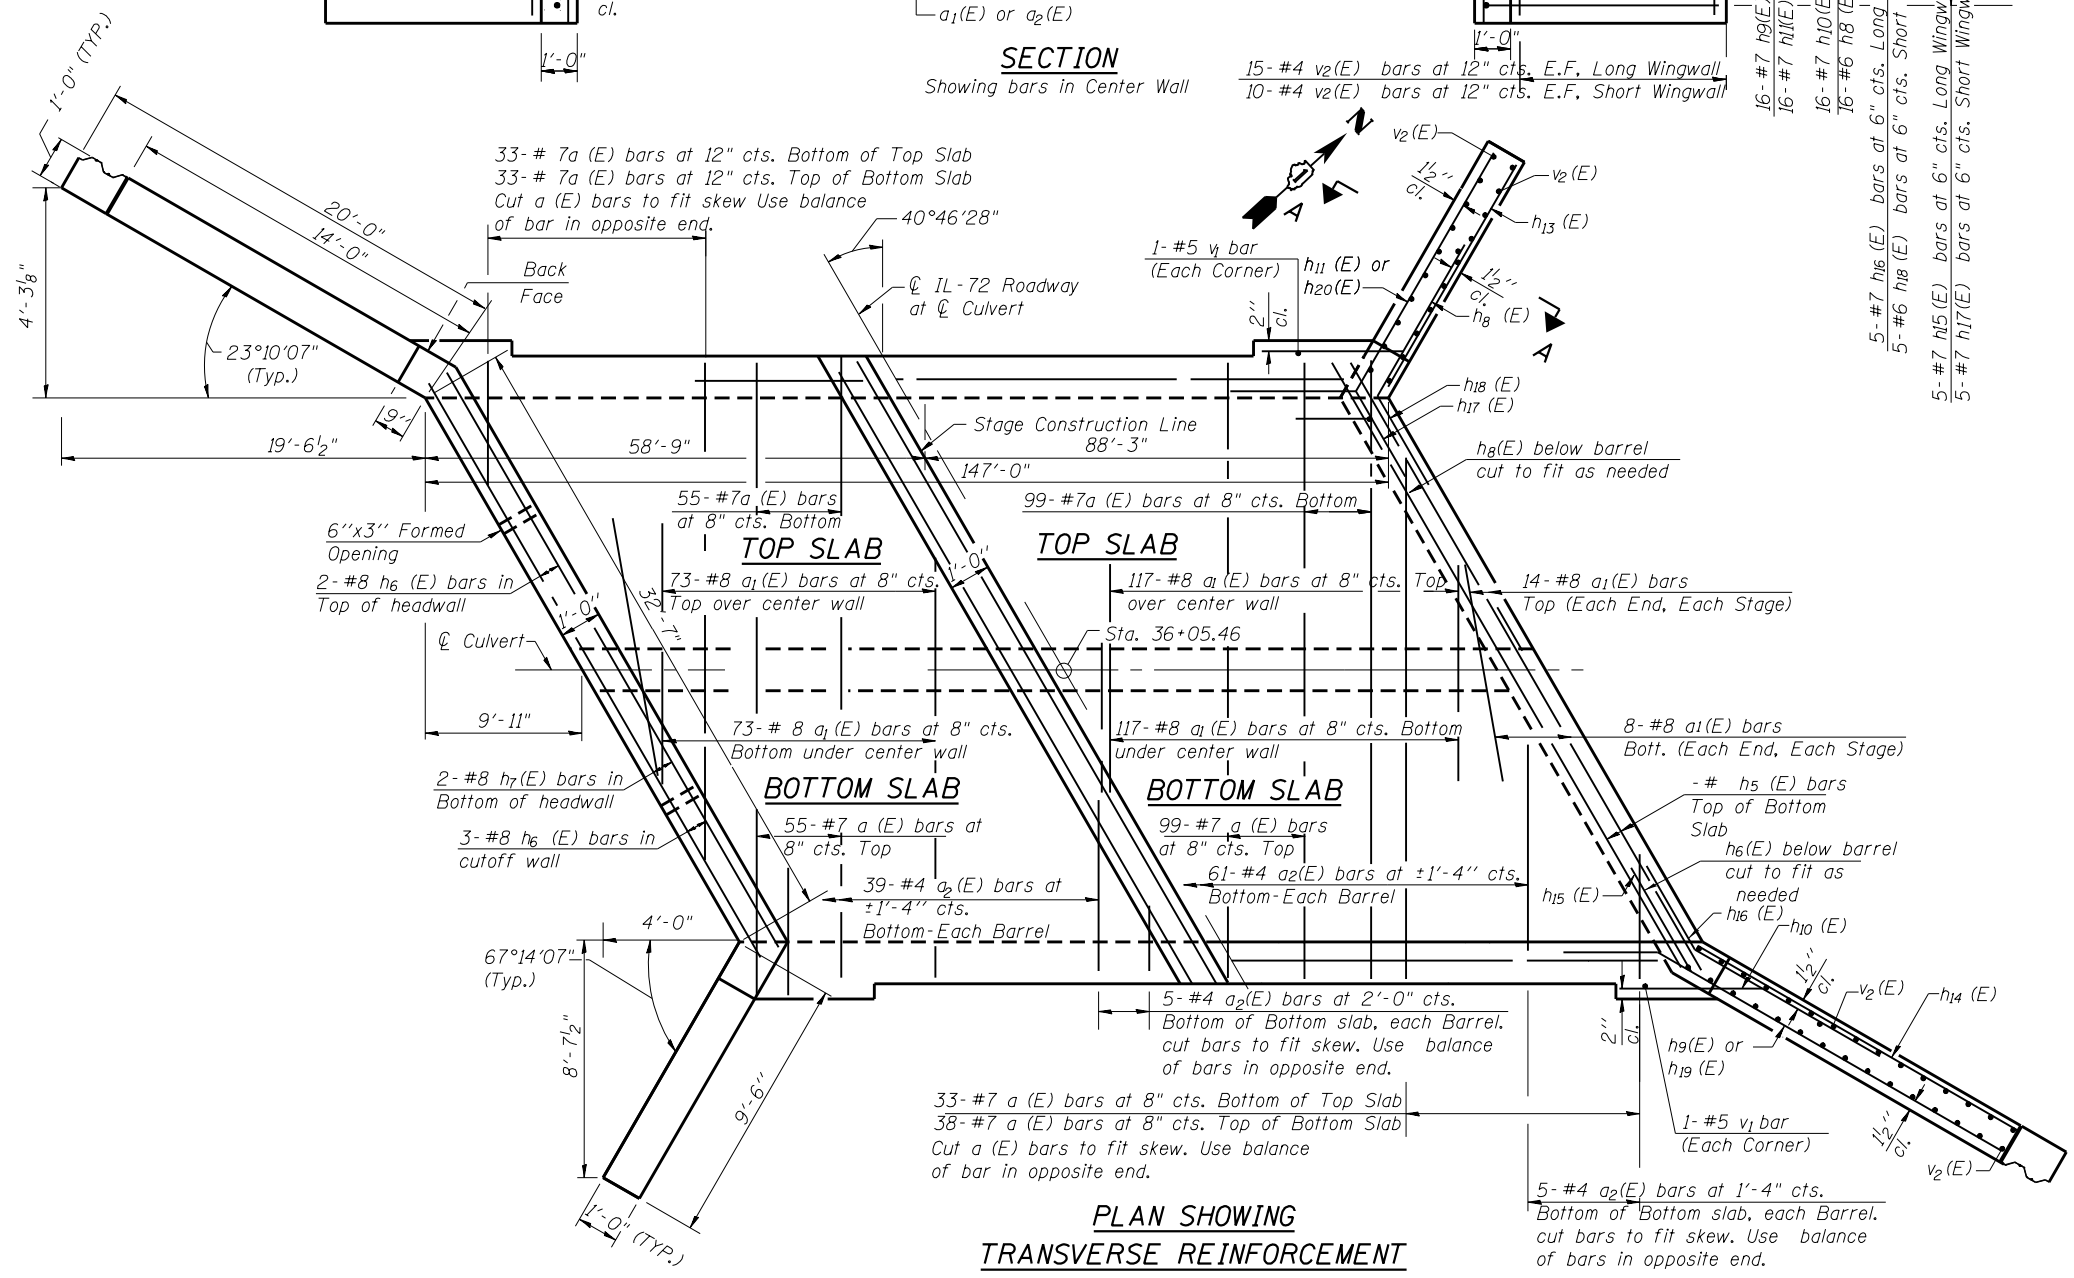 cl.
a1(E) or a2(E)
1'-0"
SECTION
Showing bars in Center Wall
1'-0"
15- #4 v2(E) bars at 12" cts. E.F, Long Wingwall
10- #4 v2(E) bars at 12" cts. E.F, Short Wingwall
16- #7 h9(E)
16- #7 h11(E)
16- #7 h10(E)
16- #6 h8 (E)
5- #7 h16 (E) bars at 6" cts. Long
5- #6 h18 (E) bars at 6" cts. Short
5- #7 h15(E) bars at 6" cts. Long Wingw
5- #7 h17(E) bars at 6" cts. Short Wingw
1'-0" (TYP.)
33- # 7a (E) bars at 12" cts. Bottom of Top Slab
33- # 7a (E) bars at 12" cts. Top of Bottom Slab
Cut a (E) bars to fit skew Use balance
of bar in opposite end.
40°46'28"
N
A
v2(E)
1½"
cl.
v2(E)
h13 (E)
20'-0"
14'-0"
4'-3⅛"
23°10'07"
(Typ.)
Back
Face
℄ IL-72 Roadway
at ℄ Culvert
1- #5 v1 bar
(Each Corner)
h11 (E) or
h20(E)
2"
cl.
1½"
cl.
h8 (E)
A
9"
19'-6½"
58'-9"
Stage Construction Line
88'-3"
147'-0"
h18 (E)
h17 (E)
h8(E) below barrel
cut to fit as needed
55- #7a (E) bars
at 8" cts. Bottom
99- #7a (E) bars at 8" cts. Bottom
6"x3" Formed
Opening
TOP SLAB
TOP SLAB
2- #8 h6 (E) bars in
Top of headwall
73- #8 a1(E) bars at 8" cts.
Top over center wall
1'-0"
117- #8 a1(E) bars at 8" cts. Top
over center wall
14- #8 a1(E) bars
Top (Each End, Each Stage)
1'-0"
32'-7"
℄ Culvert
Sta. 36+05.46
9'-11"
73- # 8 a1(E) bars at 8" cts.
Bottom under center wall
117- #8 a1(E) bars at 8" cts. Bottom
under center wall
8- #8 a1(E) bars
Bott. (Each End, Each Stage)
2- #8 h7(E) bars in
Bottom of headwall
BOTTOM SLAB
BOTTOM SLAB
- # h5 (E) bars
Top of Bottom
Slab
3- #8 h6 (E) bars in
cutoff wall
55- #7 a (E) bars at
8" cts. Top
99- #7 a (E) bars
at 8" cts. Top
h6(E) below barrel
cut to fit as
needed
39- #4 a2(E) bars at
±1'-4" cts.
Bottom-Each Barrel
61- #4 a2(E) bars at ±1'-4" cts.
Bottom-Each Barrel
h15 (E)
h16 (E)
h10 (E)
4'-0"
67°14'07"
(Typ.)
8'-7½"
9'-6"
1'-0" (TYP.)
5- #4 a2(E) bars at 2'-0" cts.
Bottom of Bottom slab, each Barrel.
cut bars to fit skew. Use balance
of bars in opposite end.
2"
cl.
1½"
cl.
v2(E)
h14 (E)
h9(E) or
h19 (E)
33- #7 a (E) bars at 8" cts. Bottom of Top Slab
38- #7 a (E) bars at 8" cts. Top of Bottom Slab
Cut a (E) bars to fit skew. Use balance
of bar in opposite end.
1- #5 v1 bar
(Each Corner)
1½"
cl.
v2(E)
5- #4 a2(E) bars at 1'-4" cts.
Bottom of Bottom slab, each Barrel.
cut bars to fit skew. Use balance
of bars in opposite end.
PLAN SHOWING
TRANSVERSE REINFORCEMENT